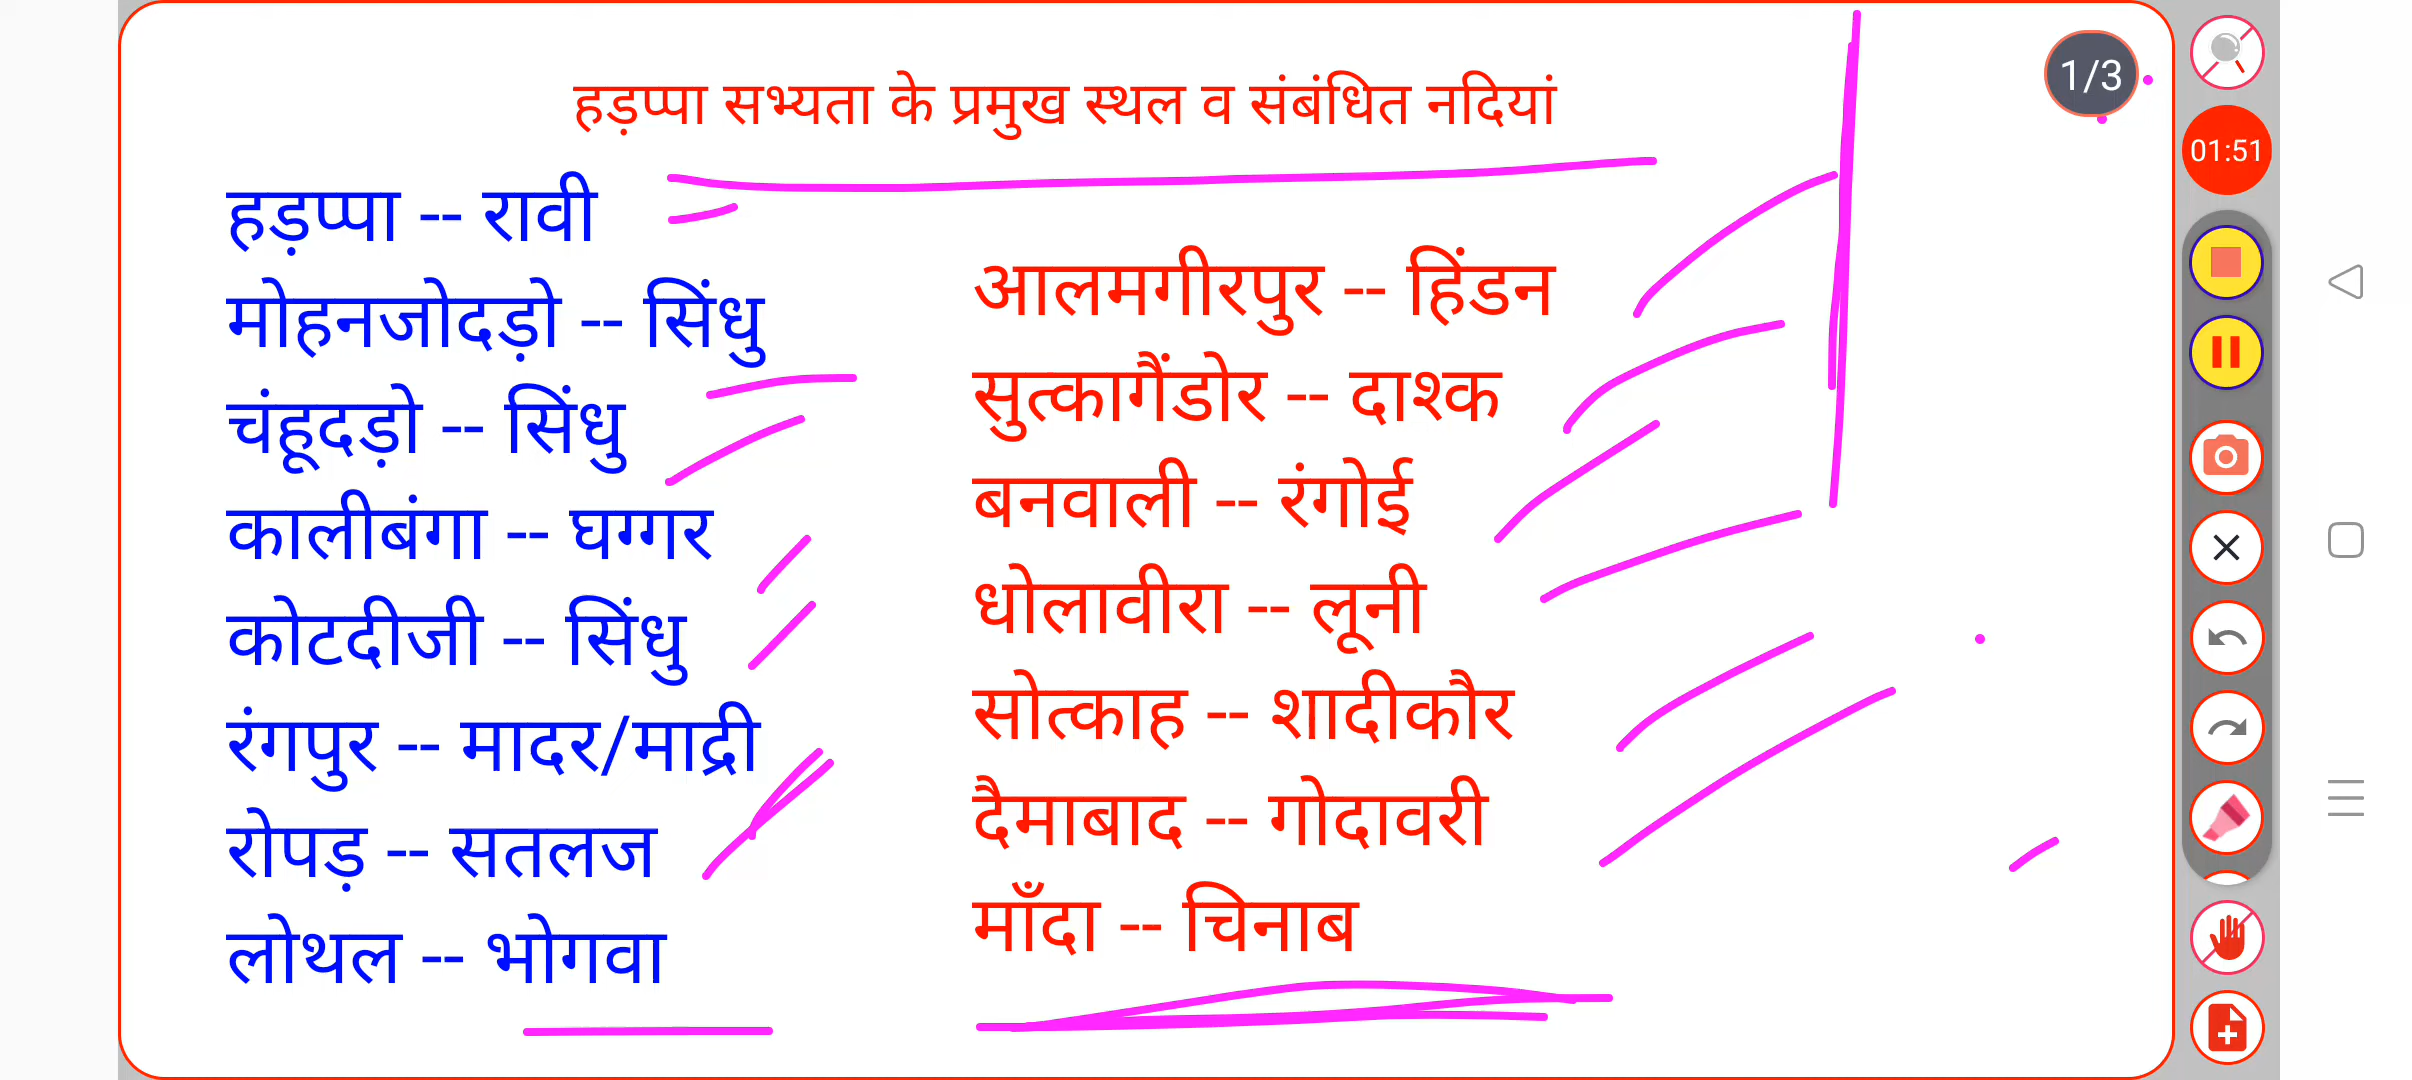 हड़प्पा सभ्यता के प्रमुख स्थल व संबंधित नदियां
1/3
01:51
हड़प्पा -- रावी
मोहनजोदड़ो -- सिंधु
चंहूदड़ो -- सिंधु
कालीबंगा -- घग्गर
कोटदीजी -- सिंधु
रंगपुर -- मादर/माद्री
रोपड़ -- सतलज
लोथल -- भोगवा
आलमगीरपुर -- हिंडन
सुत्कागैंडोर -- दाश्क
बनवाली -- रंगोई
धोलावीरा -- लूनी
सोत्काह -- शादीकौर
दैमाबाद -- गोदावरी
माँदा -- चिनाब